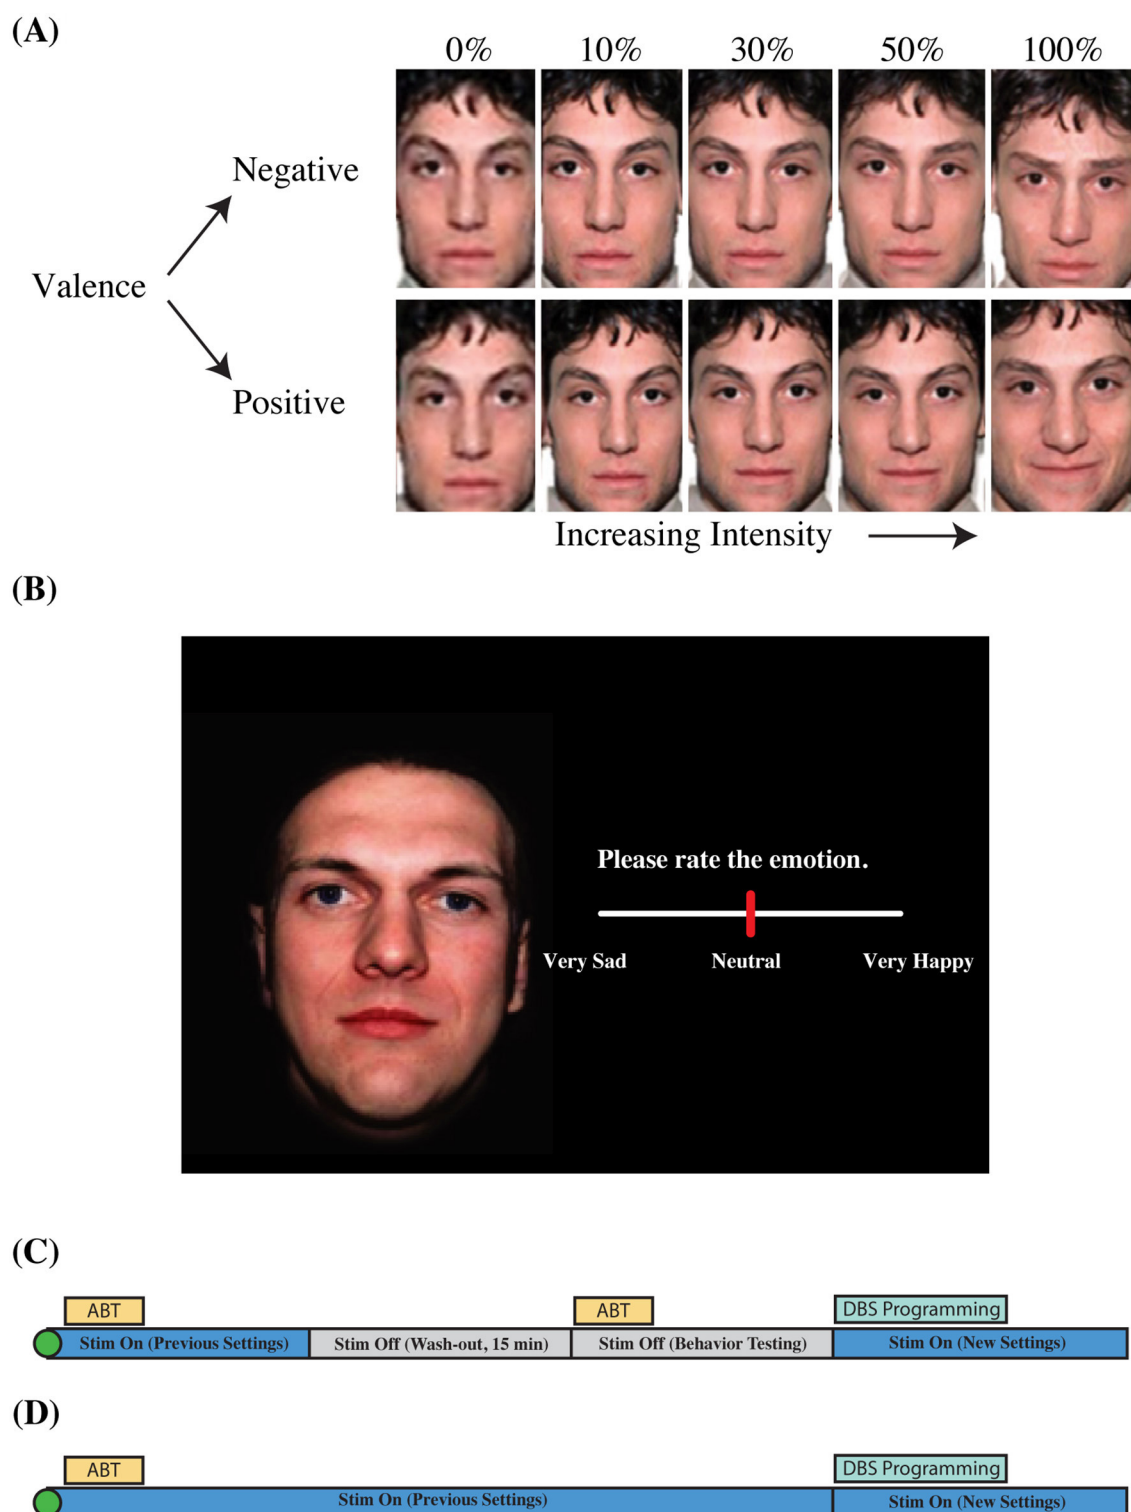 (A)
0% 10% 30% 50% 100%
Negative
Valence
Positive
Increasing Intensity
(B)
Please rate the emotion.
Very Sad Neutral Very Happy
(C)
ABT ABT DBS Programming
Stim On (Previous Settings) Stim Off (Wash-out, 15 min) Stim Off (Behavior Testing) Stim On (New Settings)
(D)
ABT DBS Programming
Stim On (Previous Settings) Stim On (New Settings)